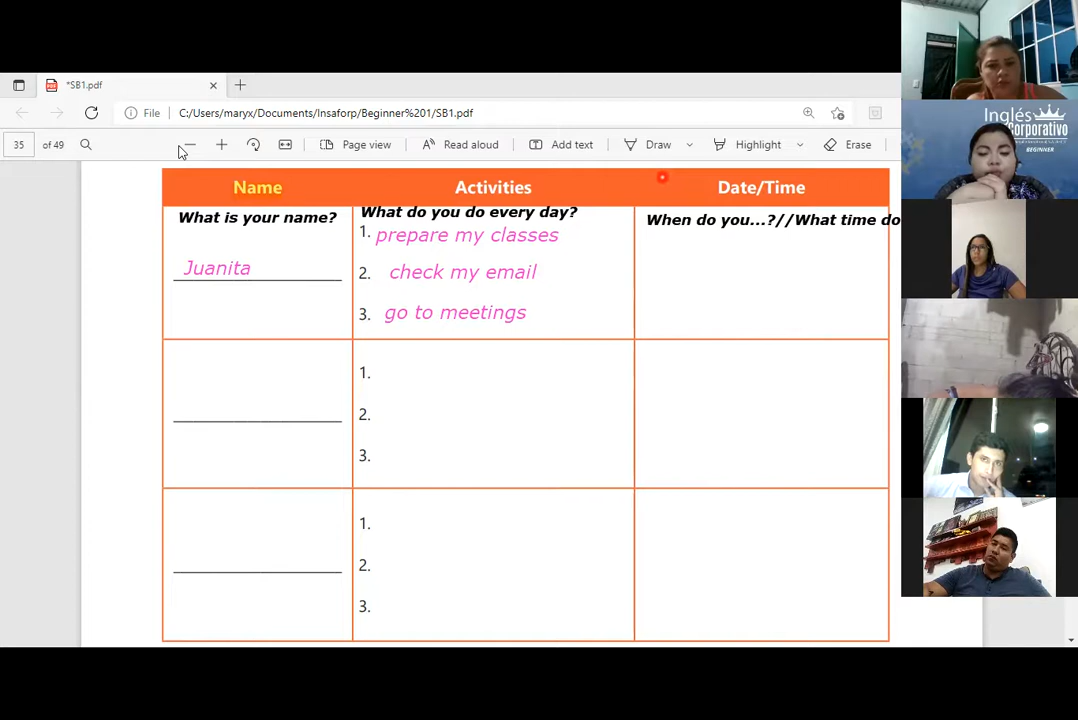 *SB1.pdf
File
C:/Users/maryx/Documents/Insaforp/Beginner%201/SB1.pdf
35 of 49
Page view
Read aloud
Add text
Draw
Highlight
Erase
Name
Activities
Date/Time
What is your name?
Juanita
What do you do every day?
1. prepare my classes
2. check my email
3. go to meetings
When do you...?//What time do
1.
2.
3.
1.
2.
3.
Inglés
Corporativo
BEGINNER